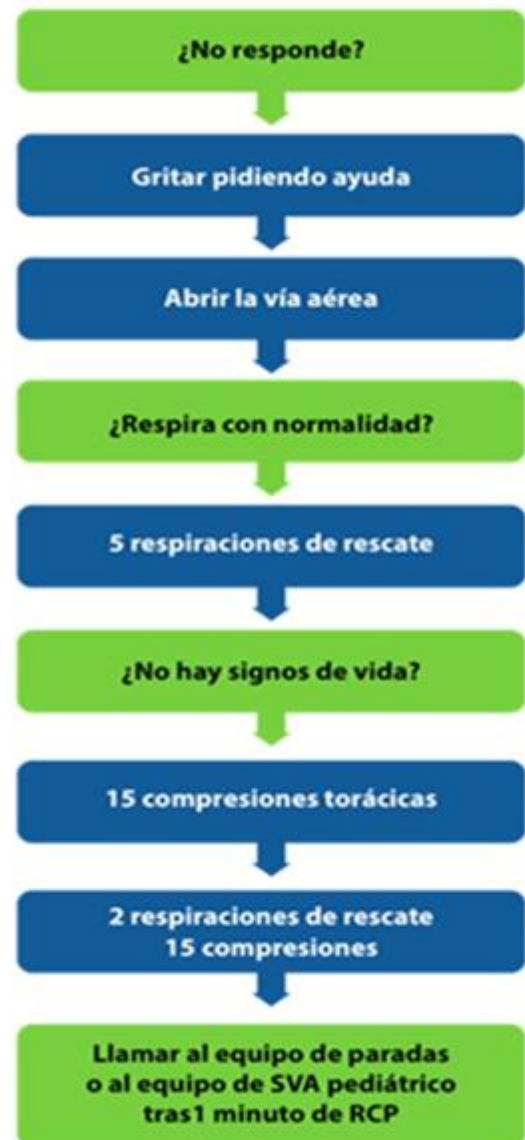 ¿No responde?
Gritar pidiendo ayuda
Abrir la vía aérea
¿Respira con normalidad?
5 respiraciones de rescate
¿No hay signos de vida?
15 compresiones torácicas
2 respiraciones de rescate
15 compresiones
Llamar al equipo de paradas
o al equipo de SVA pediátrico
tras1 minuto de RCP